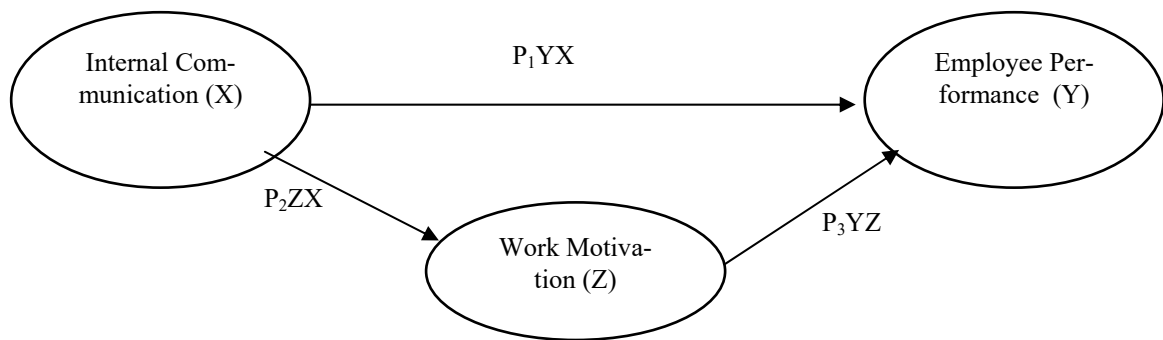 Internal Com-
munication (X)
P₁YX
Employee Per-
formance (Y)
P₂ZX
P₃YZ
Work Motiva-
tion (Z)